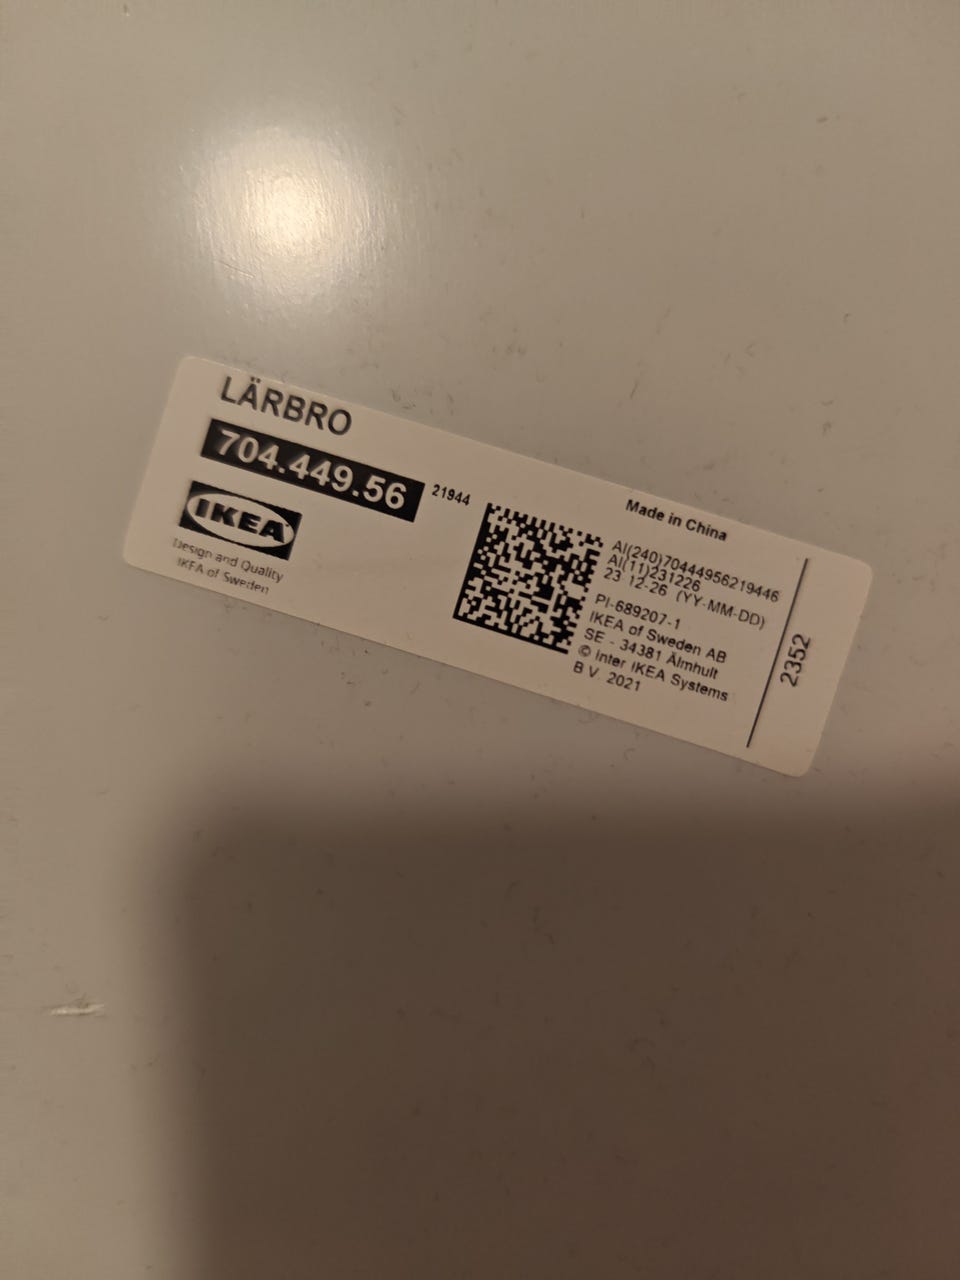 LÄRBRO
704.449.56
21944
IKEA
Design and Quality
IKEA of Sweden
Made in China
AI(240)70444956219446
AI(11)231226
23 12-26 (YY-MM-DD)
PI-689207-1
IKEA of Sweden AB
SE - 34381 Älmhult
© Inter IKEA Systems
B V 2021
2352